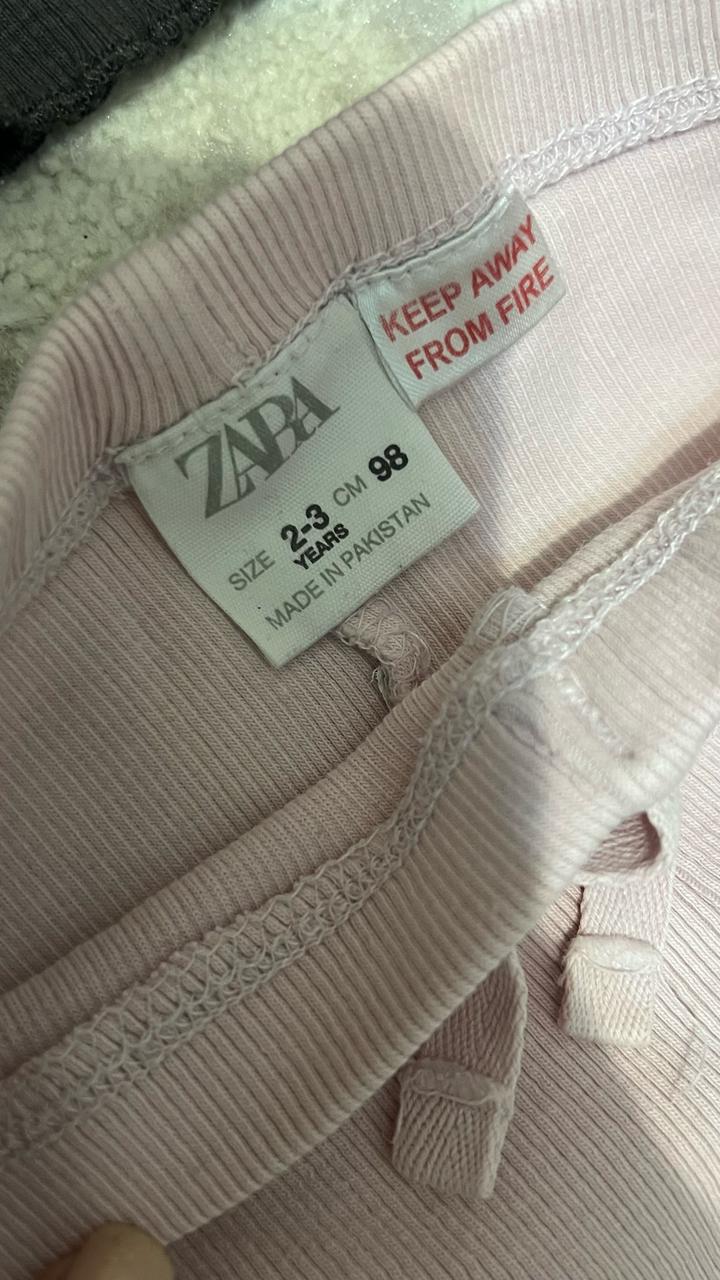 ZARA
SIZE 2-3 YEARS CM 98
MADE IN PAKISTAN
KEEP AWAY
FROM FIRE